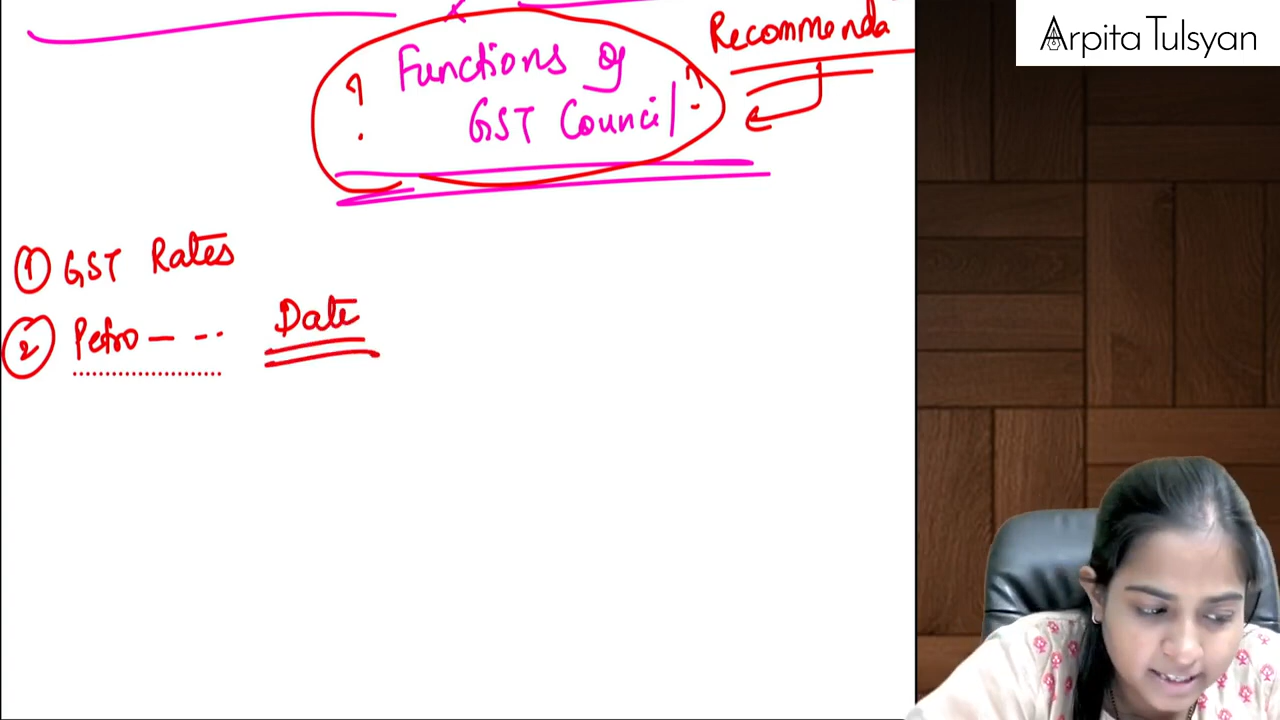 Arpita Tulsyan
Recommenda
Functions of
GST Council
① GST Rates
② Petro — - - -
Date